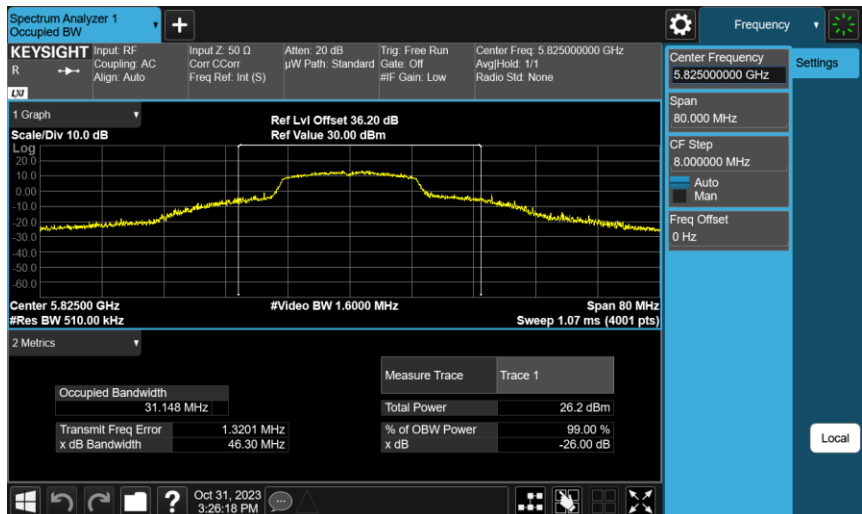 Spectrum Analyzer 1
Occupied BW
Frequency
KEYSIGHT
R
LXI
Input: RF
Coupling: AC
Align: Auto
Input Z: 50 Ω
Corr CCorr
Freq Ref: Int (S)
Atten: 20 dB
µW Path: Standard
Trig: Free Run
Gate: Off
#IF Gain: Low
Center Freq: 5.825000000 GHz
Avg|Hold: 1/1
Radio Std: None
Center Frequency
5.825000000 GHz
Settings
Span
80.000 MHz
CF Step
8.000000 MHz
Auto
Man
Freq Offset
0 Hz
Local
1 Graph
Scale/Div 10.0 dB
Ref Lvl Offset 36.20 dB
Ref Value 30.00 dBm
Log
20.0
10.0
0.00
-10.0
-20.0
-30.0
-40.0
-50.0
-60.0
Center 5.82500 GHz
#Video BW 1.6000 MHz
Span 80 MHz
#Res BW 510.00 kHz
Sweep 1.07 ms (4001 pts)
2 Metrics
Measure Trace Trace 1
Occupied Bandwidth
31.148 MHz
Total Power 26.2 dBm
Transmit Freq Error 1.3201 MHz
% of OBW Power 99.00 %
x dB Bandwidth 46.30 MHz
x dB -26.00 dB
?
Oct 31, 2023
3:26:18 PM